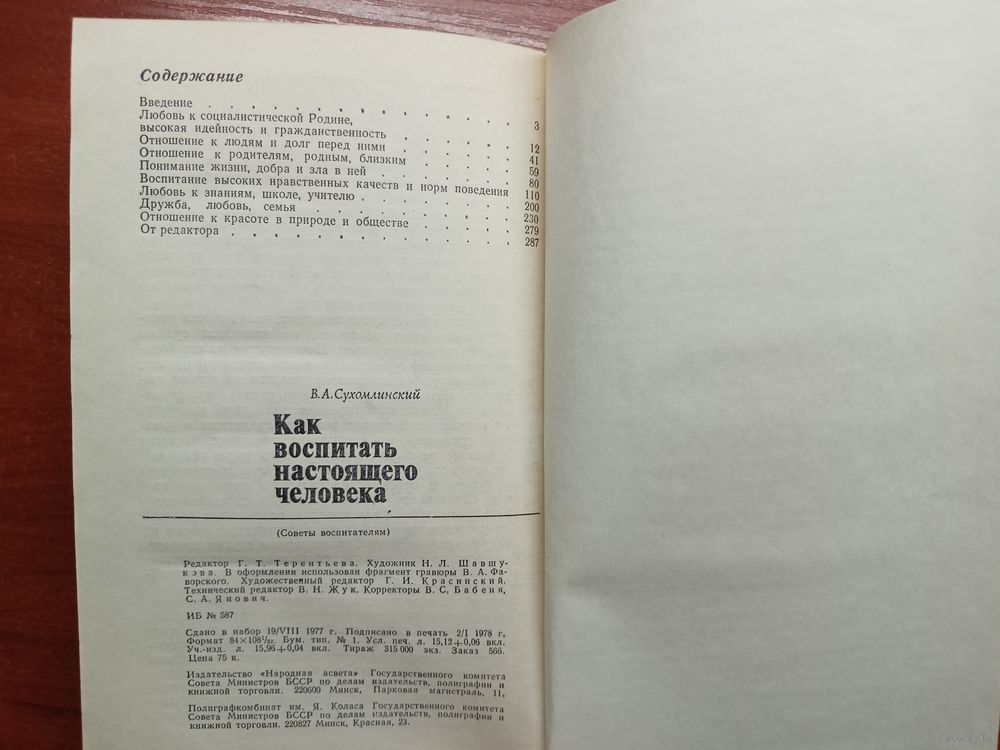 Содержание
Введение . . . . . . . . . . . . . . . 3
Любовь к социалистической Родине,
высокая идейность и гражданственность . . . . . . 12
Отношение к людям и долг перед ними . . . . . . 41
Отношение к родителям, родным, близким . . . . . 59
Понимание жизни, добра и зла в ней . . . . . . . 80
Воспитание высоких нравственных качеств и норм поведения 110
Любовь к знаниям, школе, учителю . . . . . . . . 200
Дружба, любовь, семья . . . . . . . . . . . 230
Отношение к красоте в природе и обществе . . . . . 279
От редактора . . . . . . . . . . . . . . 287
В. А. Сухомлинский
Как
воспитать
настоящего
человека
(Советы воспитателям)
Редактор Г. Т. Терентьева. Художник Н. Л. Шавшу-
кова. В оформлении использован фрагмент гравюры В. А. Фа-
ворского. Художественный редактор Г. И. Красинский.
Технический редактор В. Н. Жук. Корректоры В. С. Бабеня,
С. А. Янович.
ИБ № 587
Сдано в набор 19/VIII 1977 г. Подписано в печать 2/I 1978 г.
Формат 84×108¹/₃₂. Бум. тип. № 1. Усл. печ. л. 15,12+0,06 вкл.
Уч.-изд. л. 15,96+0,04 вкл. Тираж 315 000 экз. Заказ 566.
Цена 75 к.
Издательство «Народная асвета» Государственного комитета
Совета Министров БССР по делам издательств, полиграфии и
книжной торговли. 220600 Минск, Парковая магистраль, 11.
Полиграфкомбинат им. Я. Коласа Государственного комитета
Совета Министров БССР по делам издательств, полиграфии и
книжной торговли. 220827 Минск, Красная, 23.